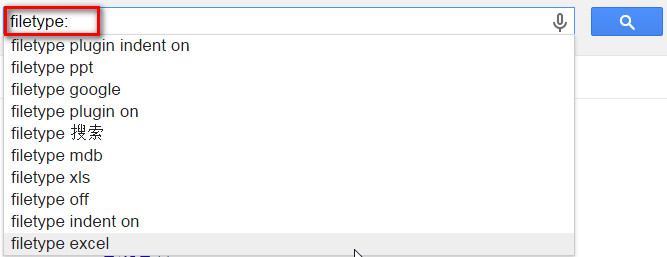 filetype:
filetype plugin indent on
filetype ppt
filetype google
filetype plugin on
filetype 搜索
filetype mdb
filetype xls
filetype off
filetype indent on
filetype excel